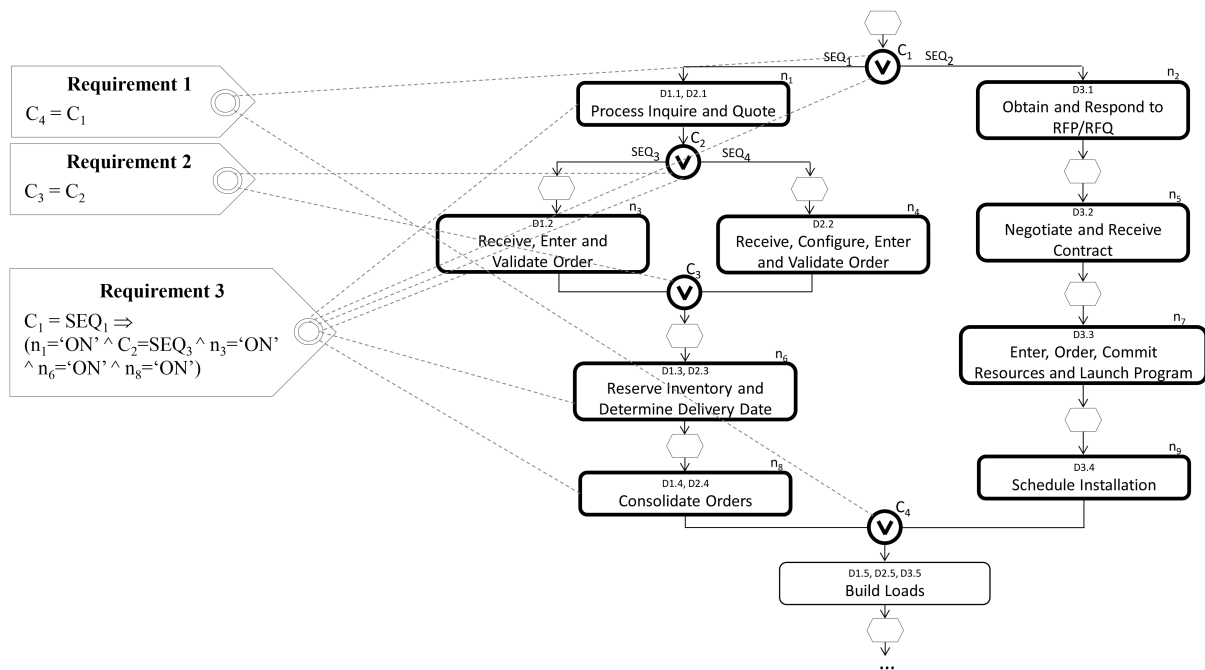 C1
SEQ1
SEQ2
Requirement 1
C4 = C1
n1
D1.1, D2.1
Process Inquire and Quote
n2
D3.1
Obtain and Respond to
RFP/RFQ
C2
SEQ3
SEQ4
Requirement 2
C3 = C2
n3
D1.2
Receive, Enter and
Validate Order
n4
D2.2
Receive, Configure, Enter
and Validate Order
n5
D3.2
Negotiate and Receive
Contract
C3
Requirement 3
C1 = SEQ1 ⇒
(n1=‘ON’ ^ C2=SEQ3 ^ n3=‘ON’
^ n6=‘ON’ ^ n8=‘ON’)
n6
D1.3, D2.3
Reserve Inventory and
Determine Delivery Date
n7
D3.3
Enter, Order, Commit
Resources and Launch Program
n8
D1.4, D2.4
Consolidate Orders
n9
D3.4
Schedule Installation
C4
D1.5, D2.5, D3.5
Build Loads
...